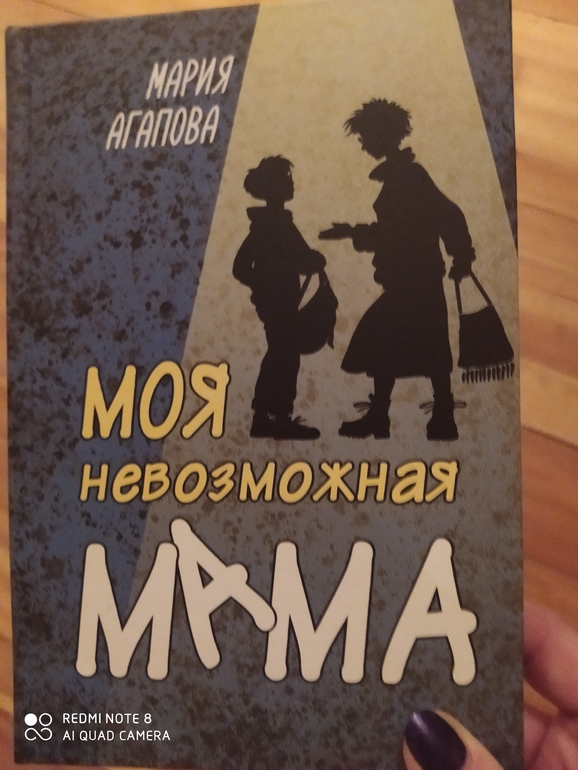 МАРИЯ
АГАПОВА
МОЯ
невозможная
МАМА
REDMI NOTE 8
AI QUAD CAMERA